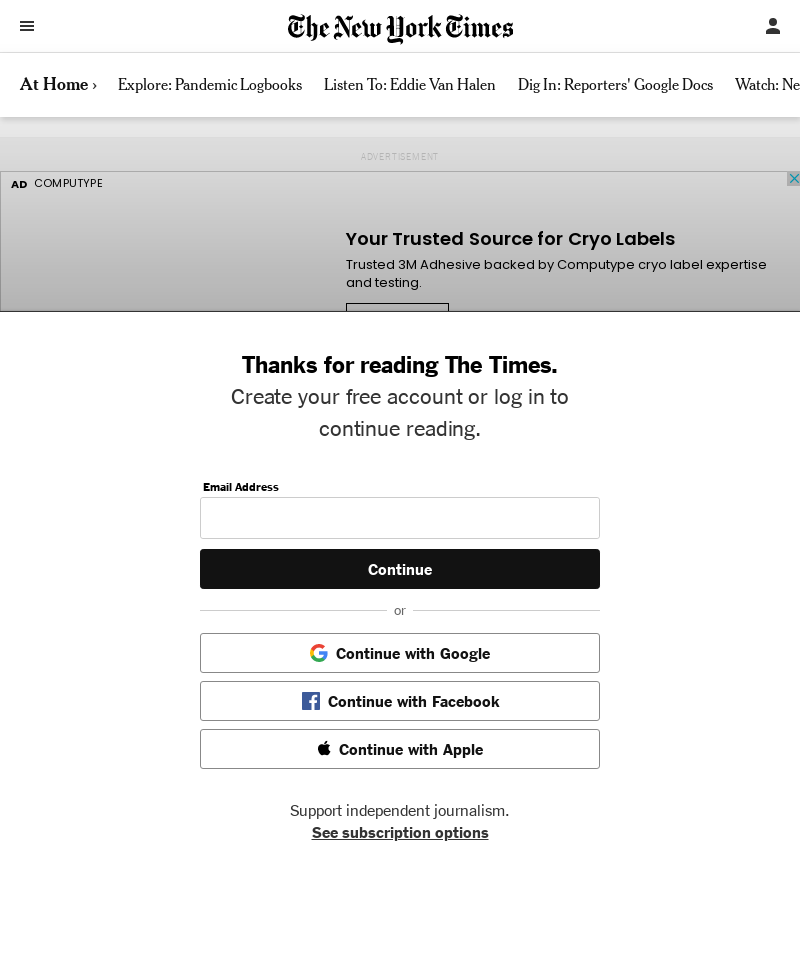 The New York Times
At Home ›
Explore: Pandemic Logbooks
Listen To: Eddie Van Halen
Dig In: Reporters' Google Docs
Watch: Ne
ADVERTISEMENT
AD COMPUTYPE
Your Trusted Source for Cryo Labels
Trusted 3M Adhesive backed by Computype cryo label expertise
and testing.
Thanks for reading The Times.
Create your free account or log in to
continue reading.
Email Address
Continue
or
Continue with Google
Continue with Facebook
Continue with Apple
Support independent journalism.
See subscription options